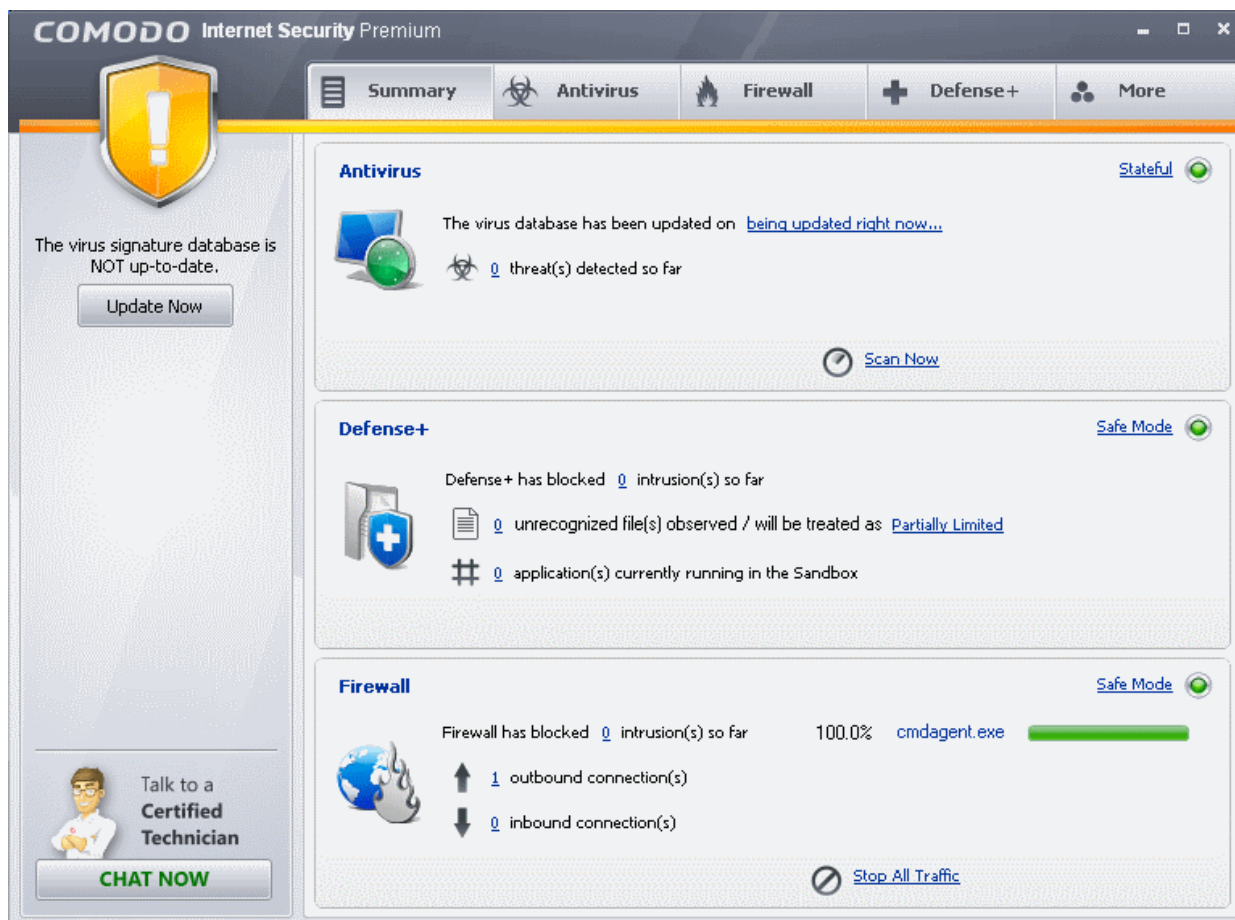 COMODO Internet Security Premium
Summary
Antivirus
Firewall
Defense+
More
The virus signature database is
NOT up-to-date.
Update Now
Antivirus
Stateful
The virus database has been updated on being updated right now...
0 threat(s) detected so far
Scan Now
Defense+
Safe Mode
Defense+ has blocked 0 intrusion(s) so far
0 unrecognized file(s) observed / will be treated as Partially Limited
0 application(s) currently running in the Sandbox
Firewall
Safe Mode
Firewall has blocked 0 intrusion(s) so far
100.0% cmdagent.exe
1 outbound connection(s)
0 inbound connection(s)
Stop All Traffic
Talk to a
Certified
Technician
CHAT NOW